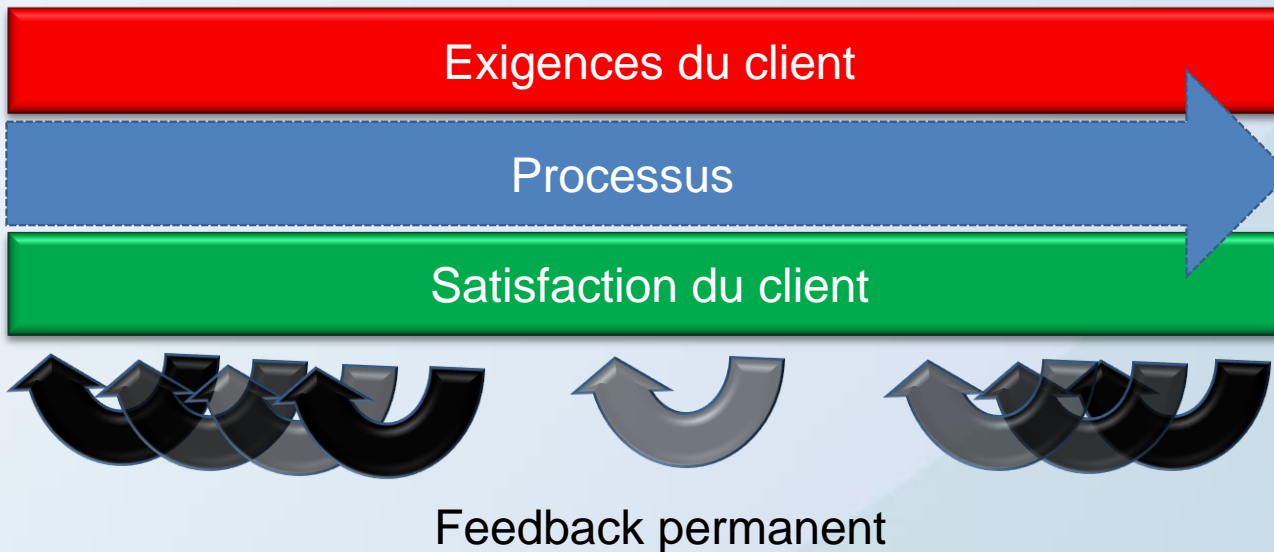 Exigences du client
Processus
Satisfaction du client
Feedback permanent